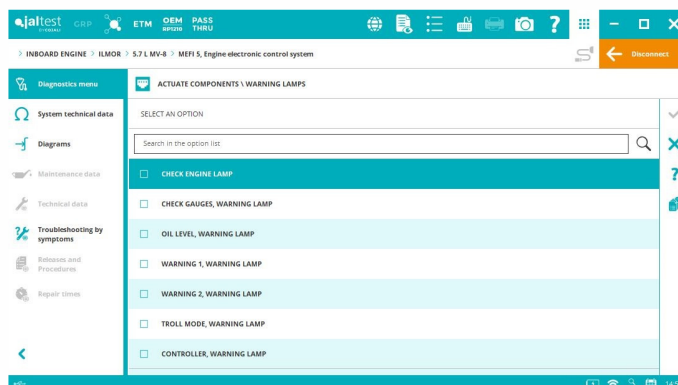 jaltest GRP ETM OEM RP1210 PASS THRU
> INBOARD ENGINE > ILMOR > 5.7 L MV-8 > MEFI 5, Engine electronic control system
Disconnect
Diagnostics menu
ACTUATE COMPONENTS \ WARNING LAMPS
System technical data
SELECT AN OPTION
Diagrams
Search in the option list
Maintenance data
CHECK ENGINE LAMP
Technical data
CHECK GAUGES, WARNING LAMP
Troubleshooting by
symptoms
OIL LEVEL, WARNING LAMP
Releases and
Procedures
WARNING 1, WARNING LAMP
Repair times
WARNING 2, WARNING LAMP
TROLL MODE, WARNING LAMP
CONTROLLER, WARNING LAMP